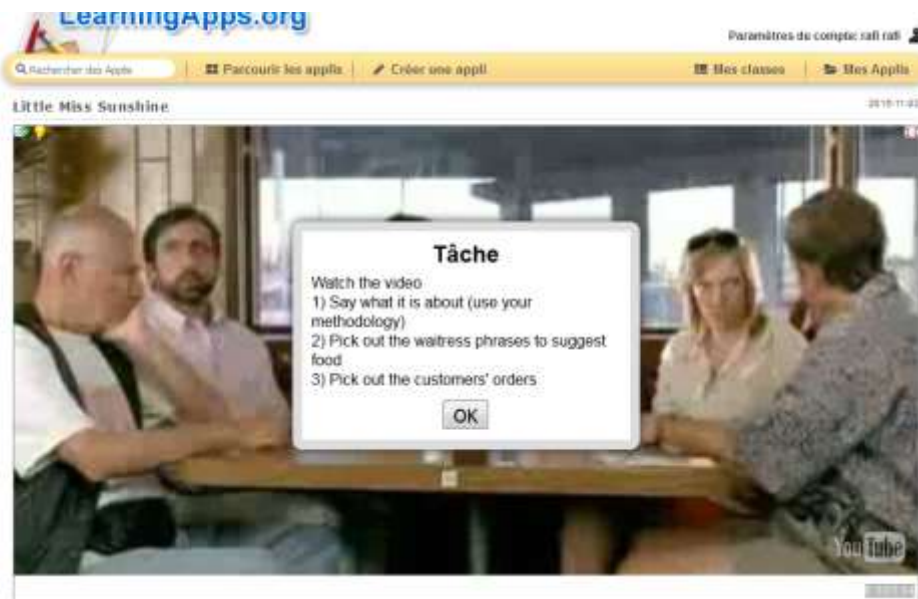 LearningApps.org
Paramètres de compte: rafi rafi
Rechercher des Applis
Parcourir les applis
Créer une appli
Mes classes
Mes Applis
Little Miss Sunshine
Tâche
Watch the video
1) Say what it is about (use your
methodology)
2) Pick out the waitress phrases to suggest
food
3) Pick out the customers' orders
OK
YouTube